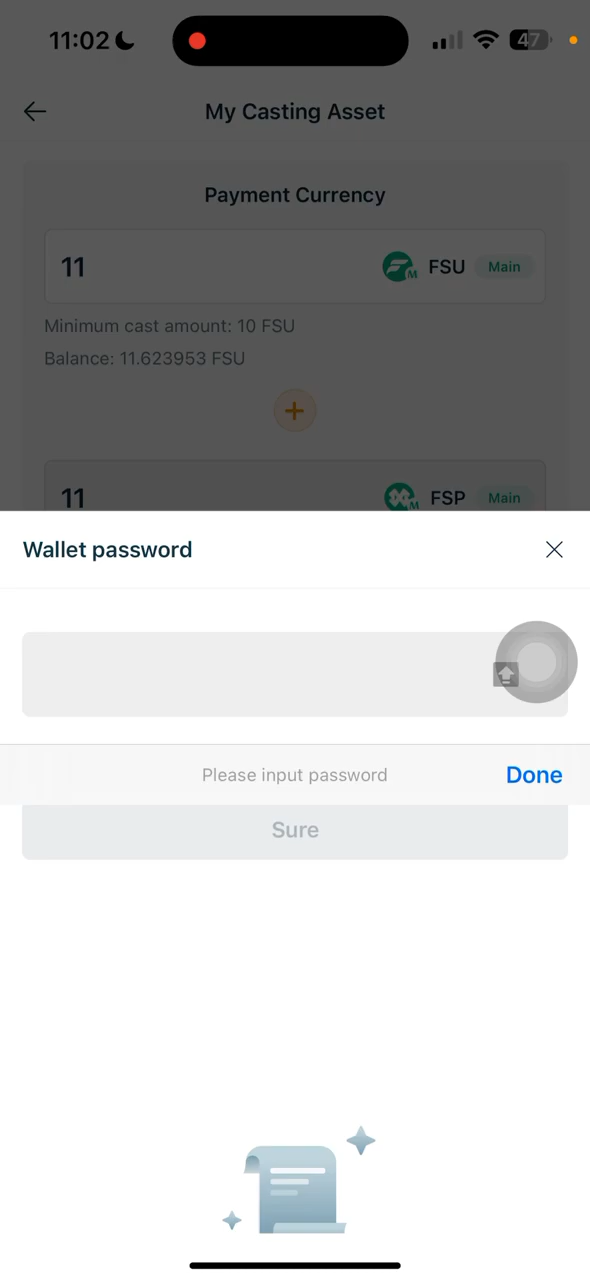 11:02
47
My Casting Asset
Payment Currency
11 FSU Main
Minimum cast amount: 10 FSU
Balance: 11.623953 FSU
11 FSP Main
Wallet password
Please input password Done
Sure